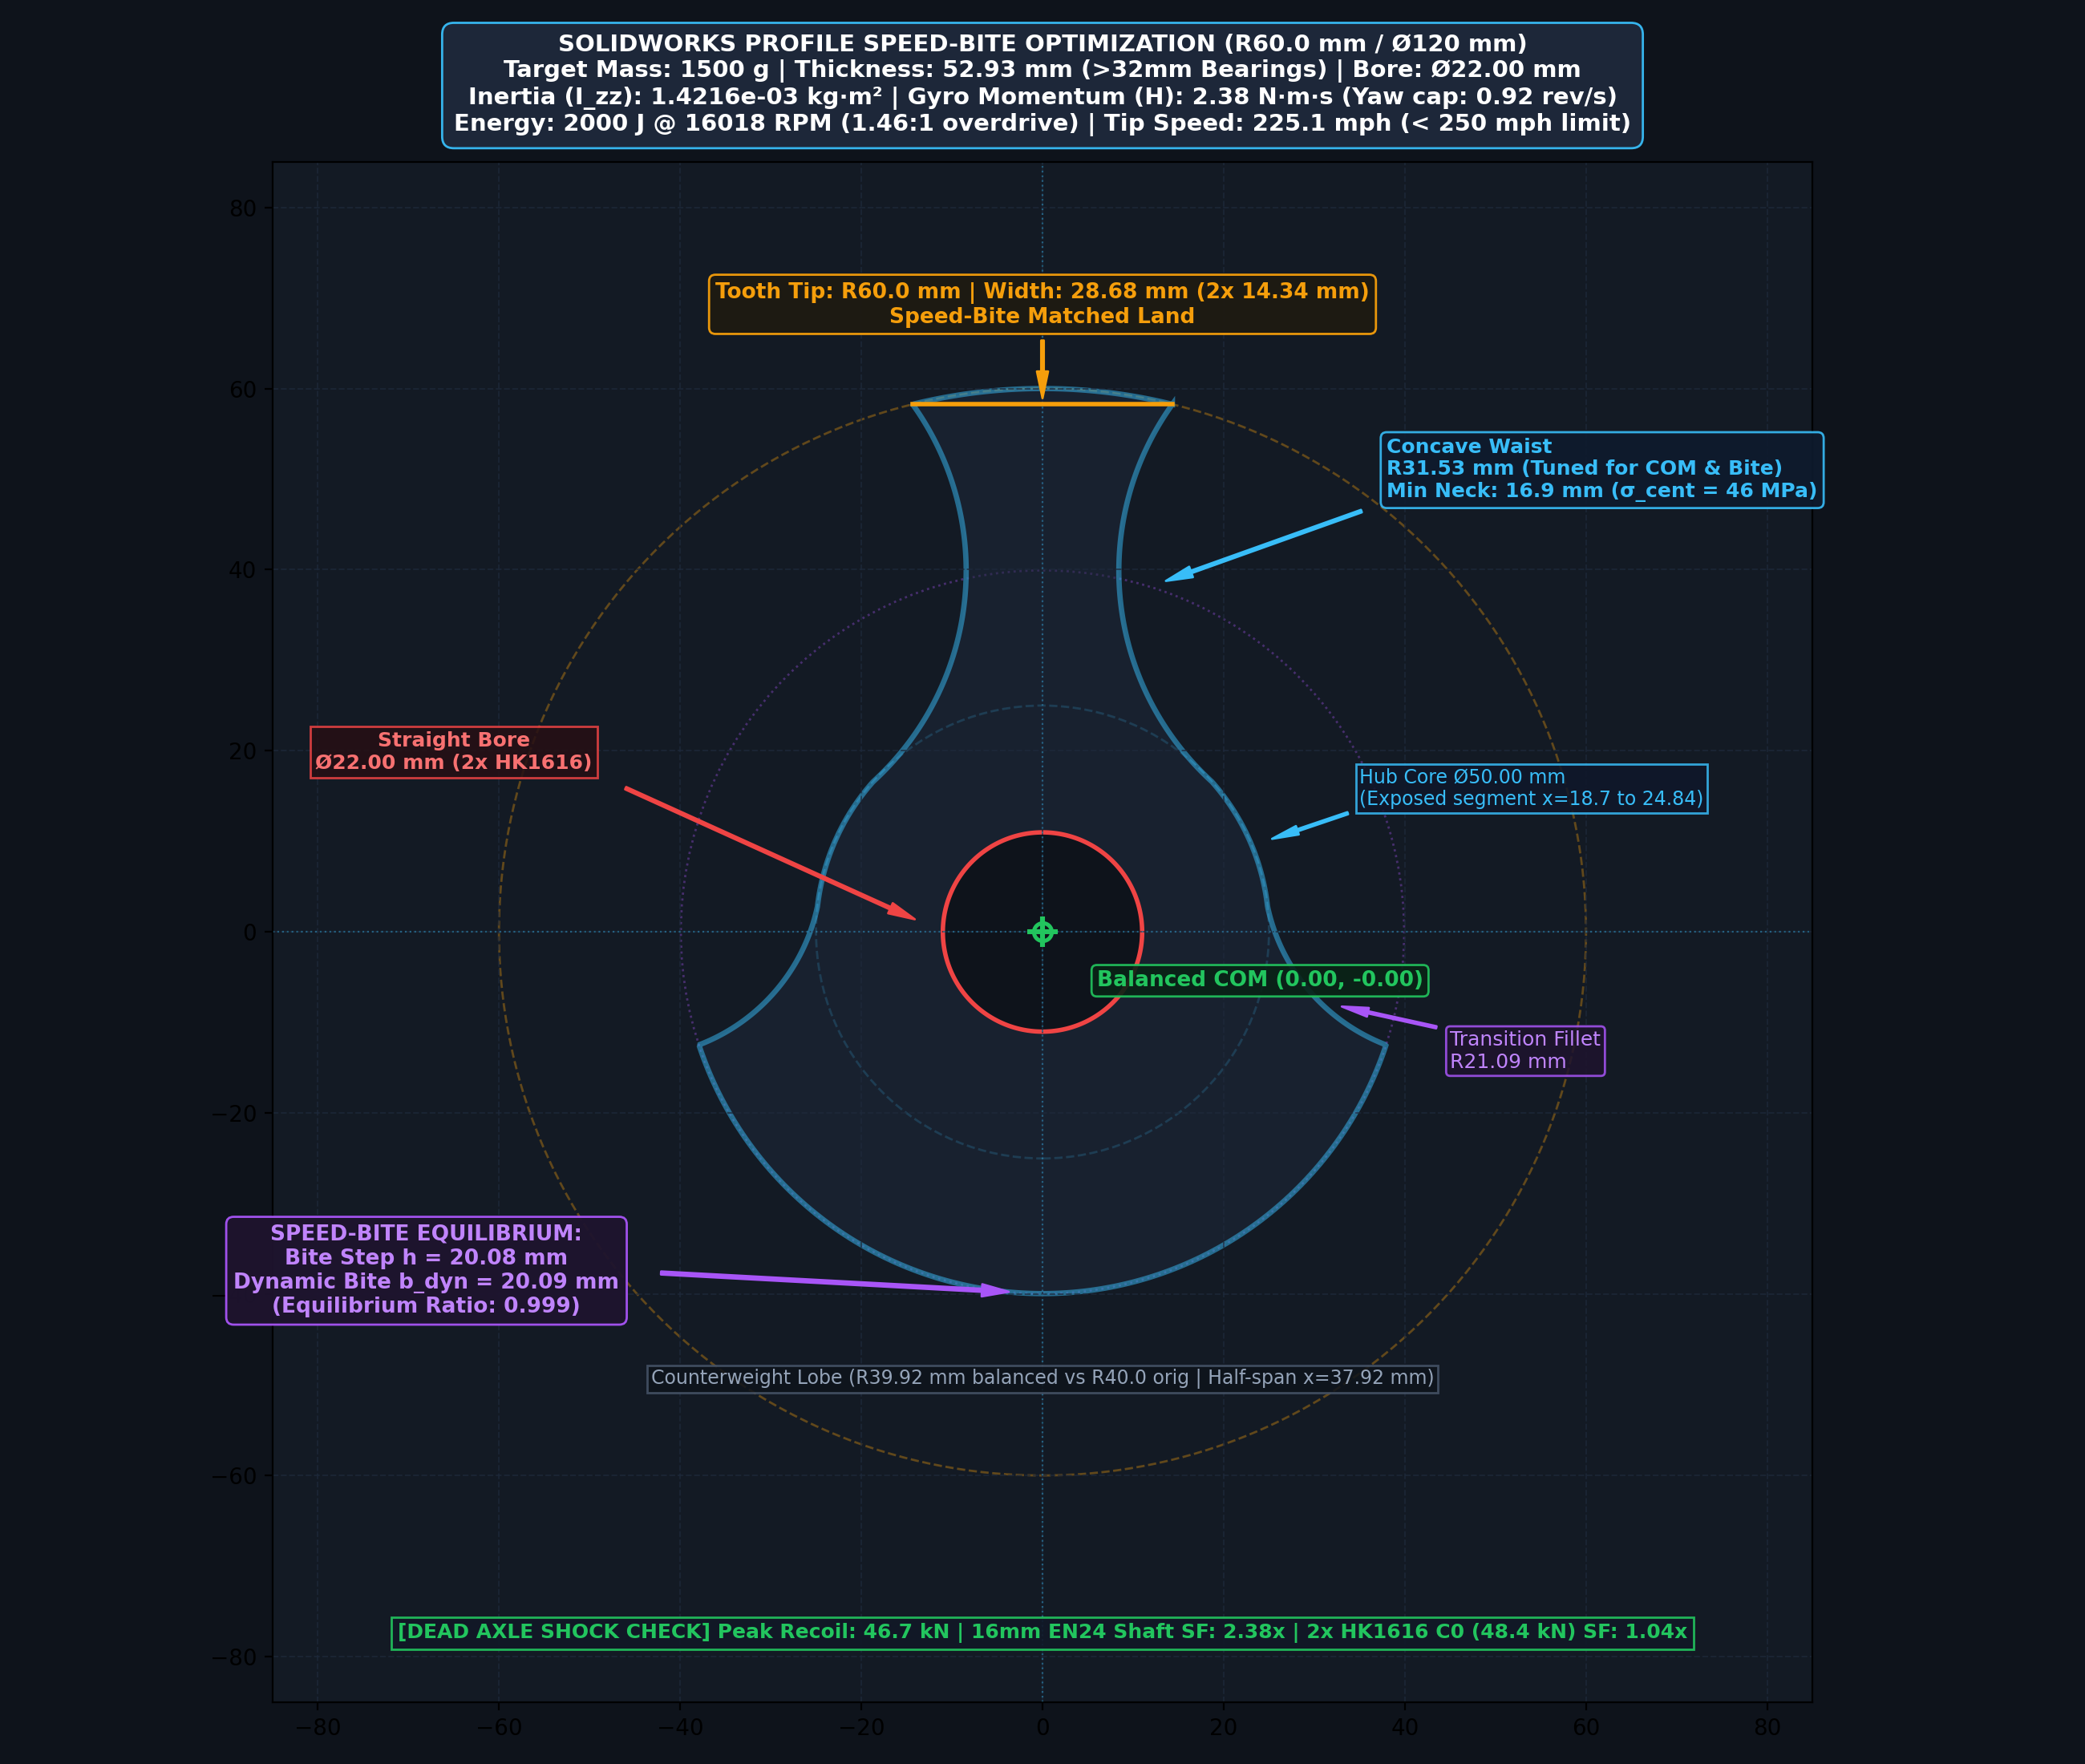 SOLIDWORKS PROFILE SPEED-BITE OPTIMIZATION (R60.0 mm / Ø120 mm)
Target Mass: 1500 g | Thickness: 52.93 mm (>32mm Bearings) | Bore: Ø22.00 mm
Inertia (I_zz): 1.4216e-03 kg·m² | Gyro Momentum (H): 2.38 N·m·s (Yaw cap: 0.92 rev/s)
Energy: 2000 J @ 16018 RPM (1.46:1 overdrive) | Tip Speed: 225.1 mph (< 250 mph limit)
80
Tooth Tip: R60.0 mm | Width: 28.68 mm (2x 14.34 mm)
Speed-Bite Matched Land
60
Concave Waist
R31.53 mm (Tuned for COM & Bite)
Min Neck: 16.9 mm (σ_cent = 46 MPa)
40
Straight Bore
Ø22.00 mm (2x HK1616)
20
Hub Core Ø50.00 mm
(Exposed segment x=18.7 to 24.84)
0
Balanced COM (0.00, -0.00)
Transition Fillet
R21.09 mm
−20
SPEED-BITE EQUILIBRIUM:
Bite Step h = 20.08 mm
Dynamic Bite b_dyn = 20.09 mm
(Equilibrium Ratio: 0.999)
Counterweight Lobe (R39.92 mm balanced vs R40.0 orig | Half-span x=37.92 mm)
−60
[DEAD AXLE SHOCK CHECK] Peak Recoil: 46.7 kN | 16mm EN24 Shaft SF: 2.38x | 2x HK1616 C0 (48.4 kN) SF: 1.04x
−80
−80 −60 −40 −20 0 20 40 60 80